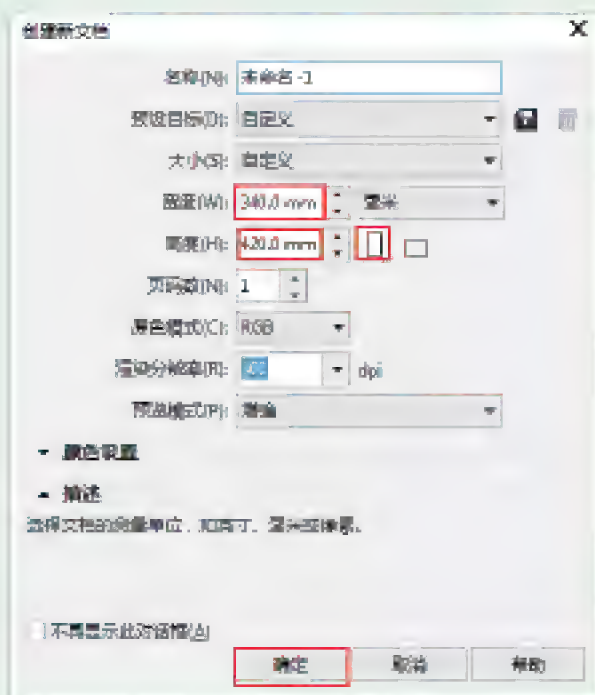 创建新文档
名称(N): 未命名 -1
预设目标(D): 自定义
大小(S): 自定义
宽度(W): 340.0 mm 毫米
高度(H): 420.0 mm
页码数(N): 1
原色模式(C): RGB
渲染分辨率(R): dpi
预览模式(P): 增强
颜色设置
描述
选择文档的测量单位，如英寸、毫米或像素。
不再显示此对话框(A)
确定 取消 帮助